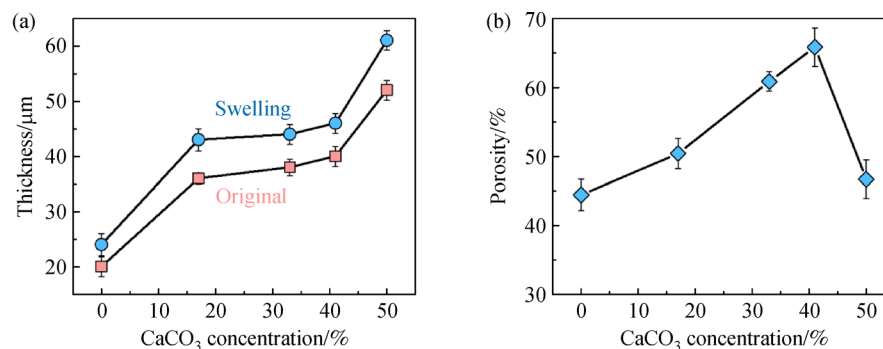 (a)
60
50
40
30
20
Thickness/μm
Swelling
Original
0 10 20 30 40 50
CaCO₃ concentration/%
(b)
70
60
50
40
30
Porosity/%
0 10 20 30 40 50
CaCO₃ concentration/%